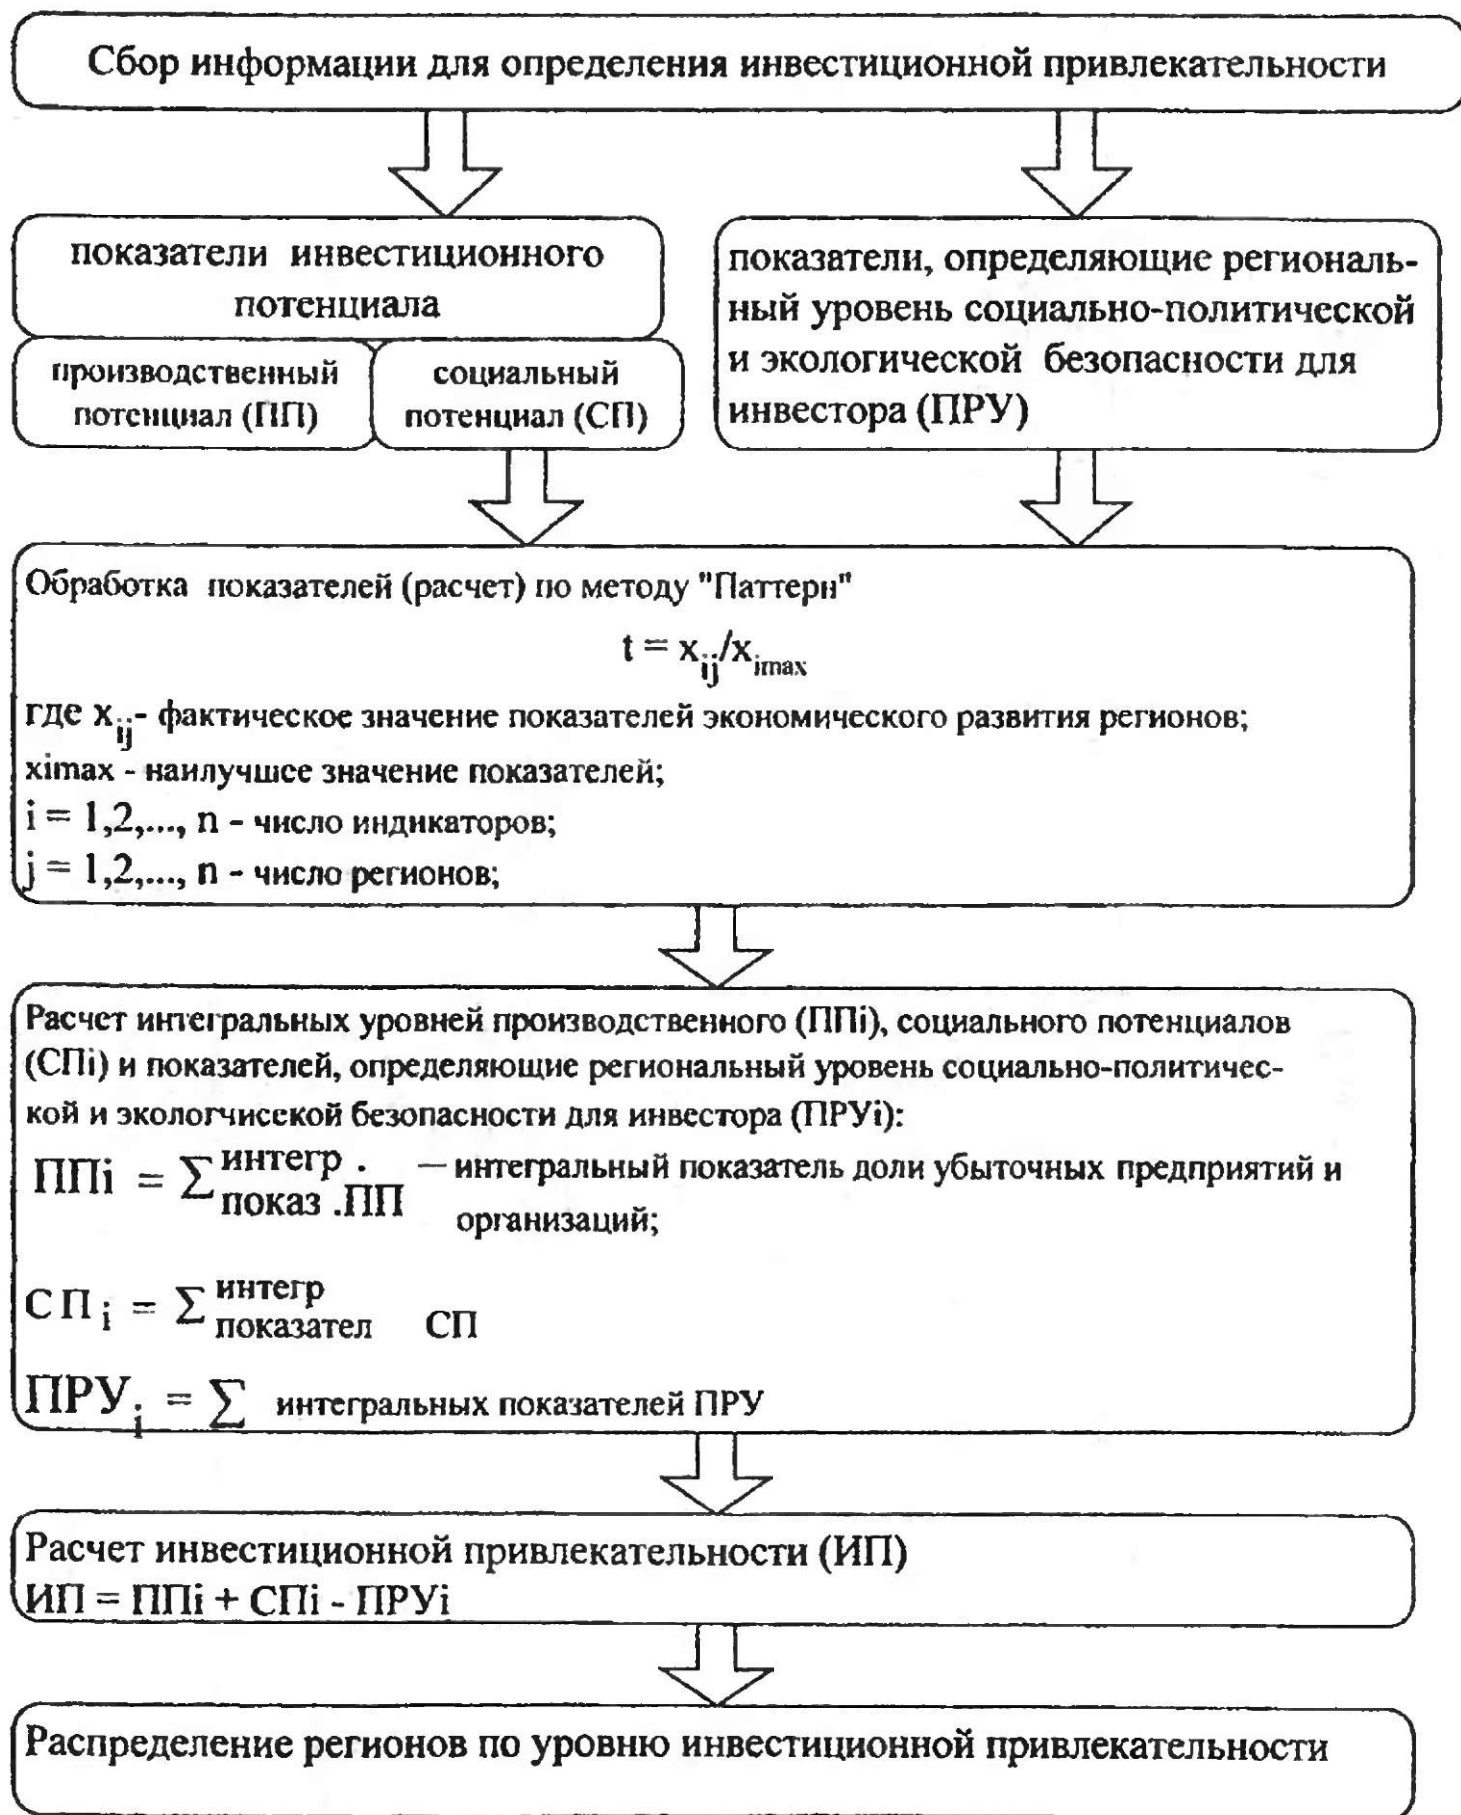 Сбор информации для определения инвестиционной привлекательности
показатели инвестиционного
потенциала
производственный
потенциал (ПП)
социальный
потенциал (СП)
показатели, определяющие региональ-
ный уровень социально-политической
и экологической безопасности для
инвестора (ПРУ)
Обработка показателей (расчет) по методу "Паттерн"
t = x_ij/x_imax
где x_ij- фактическое значение показателей экономического развития регионов;
ximax - наилучшее значение показателей;
i = 1,2,..., n - число индикаторов;
j = 1,2,..., n - число регионов;
Расчет интегральных уровней производственного (ППi), социального потенциалов
(СПi) и показателей, определяющие региональный уровень социально-политичес-
кой и экологчисекой безопасности для инвестора (ПРУi):
ППi = ∑ интегр . — интегральный показатель доли убыточных предприятий и
показ .ПП организаций;
СП i = ∑ интегр
показател СП
ПРУ i = ∑ интегральных показателей ПРУ
Расчет инвестиционной привлекательности (ИП)
ИП = ППi + СПi - ПРУi
Распределение регионов по уровню инвестиционной привлекательности